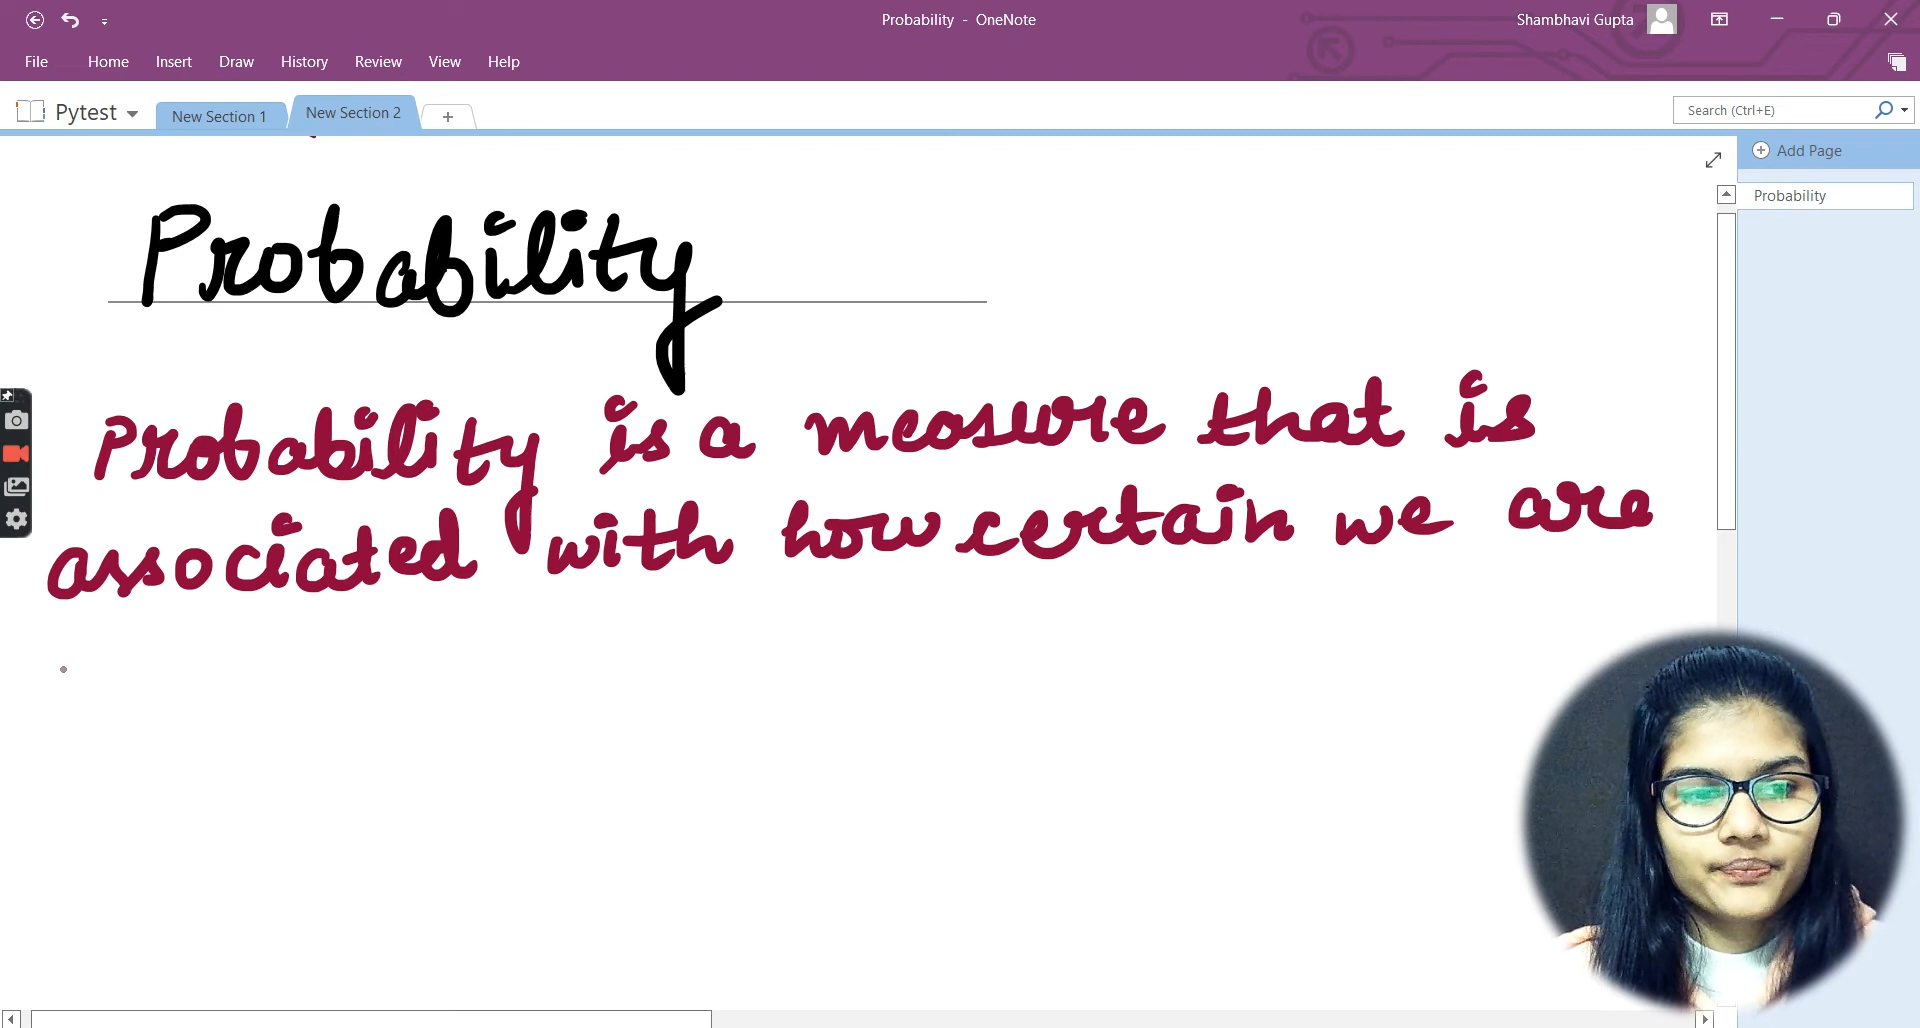 Probability - OneNote
Shambhavi Gupta
File Home Insert Draw History Review View Help
Pytest
New Section 1
New Section 2
+
Search (Ctrl+E)
Add Page
Probability
Probability
Probability is a measure that is
associated with how certain we are